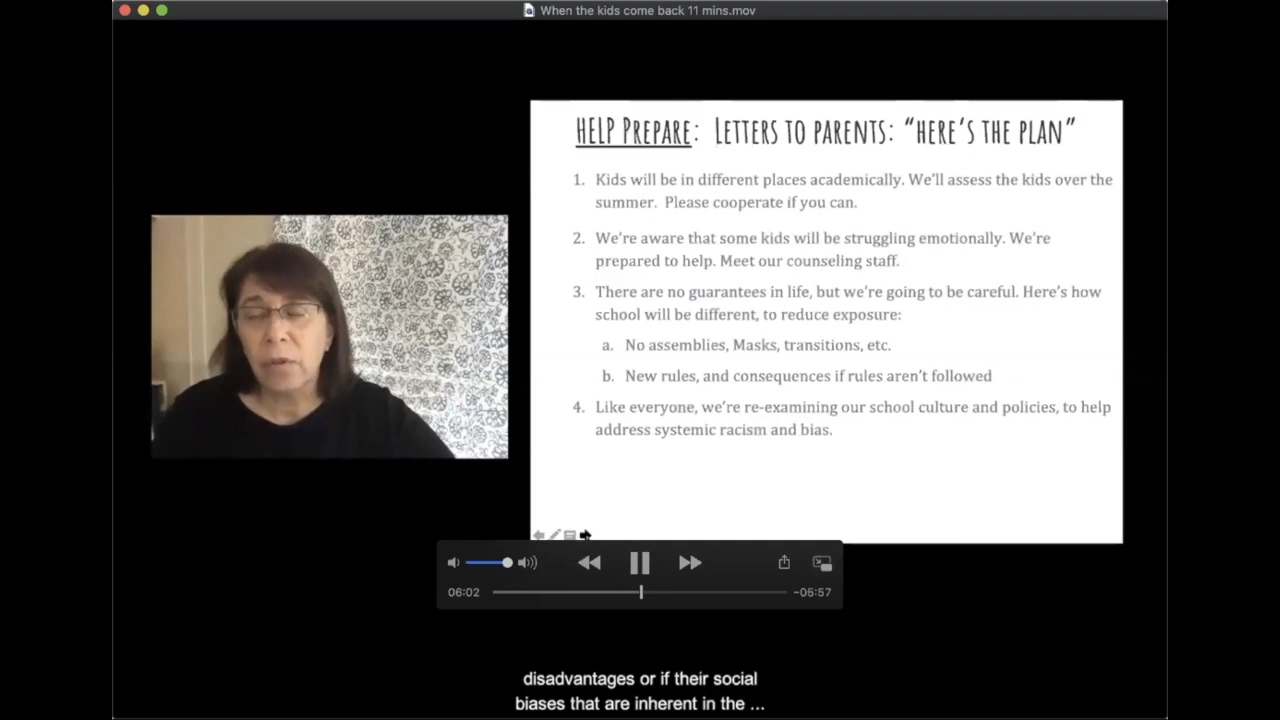 When the kids come back 11 mins.mov
HELP PREPARE: LETTERS TO PARENTS: “HERE’S THE PLAN”
1. Kids will be in different places academically. We’ll assess the kids over the
summer. Please cooperate if you can.
2. We’re aware that some kids will be struggling emotionally. We’re
prepared to help. Meet our counseling staff.
3. There are no guarantees in life, but we’re going to be careful. Here’s how
school will be different, to reduce exposure:
a. No assemblies, Masks, transitions, etc.
b. New rules, and consequences if rules aren’t followed
4. Like everyone, we’re re-examining our school culture and policies, to help
address systemic racism and bias.
06:02
−05:57
disadvantages or if their social
biases that are inherent in the ...